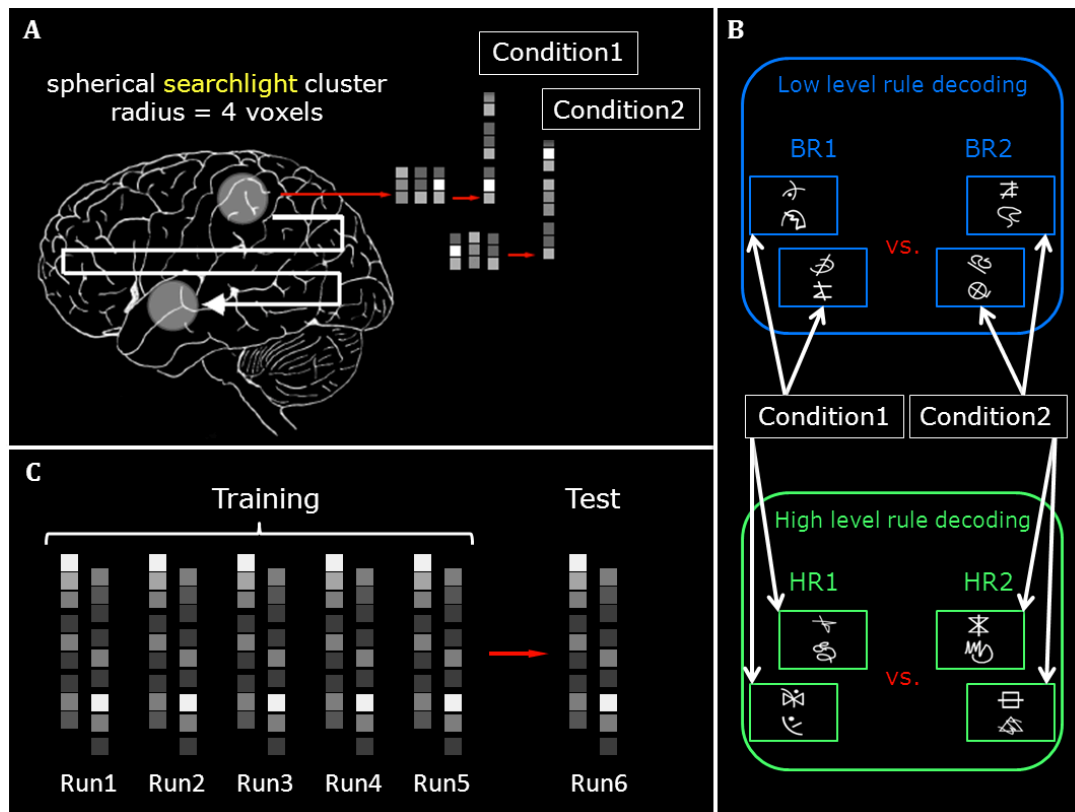 A
spherical searchlight cluster
radius = 4 voxels
Condition1
Condition2
B
Low level rule decoding
BR1
BR2
vs.
Condition1
Condition2
High level rule decoding
HR1
HR2
vs.
C
Training
Test
Run1
Run2
Run3
Run4
Run5
Run6